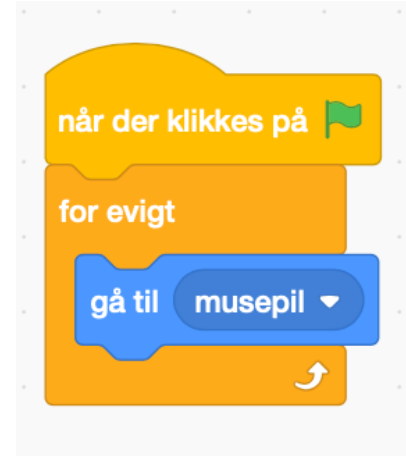 når der klikkes på
for evigt
gå til musepil